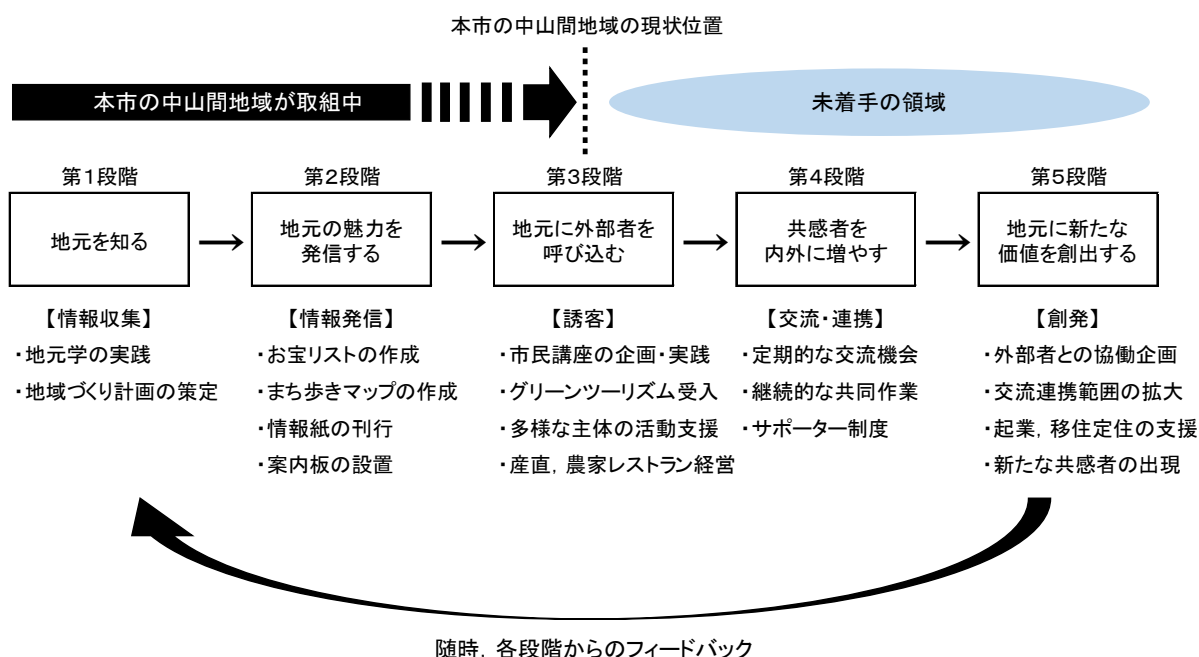 本市の中山間地域の現状位置
本市の中山間地域が取組中
未着手の領域
第1段階
第2段階
第3段階
第4段階
第5段階
地元を知る
地元の魅力を
発信する
地元に外部者を
呼び込む
共感者を
内外に増やす
地元に新たな
価値を創出する
【情報収集】
・地元学の実践
・地域づくり計画の策定
【情報発信】
・お宝リストの作成
・まち歩きマップの作成
・情報紙の刊行
・案内板の設置
【誘客】
・市民講座の企画・実践
・グリーンツーリズム受入
・多様な主体の活動支援
・産直，農家レストラン経営
【交流・連携】
・定期的な交流機会
・継続的な共同作業
・サポーター制度
【創発】
・外部者との協働企画
・交流連携範囲の拡大
・起業，移住定住の支援
・新たな共感者の出現
随時，各段階からのフィードバック